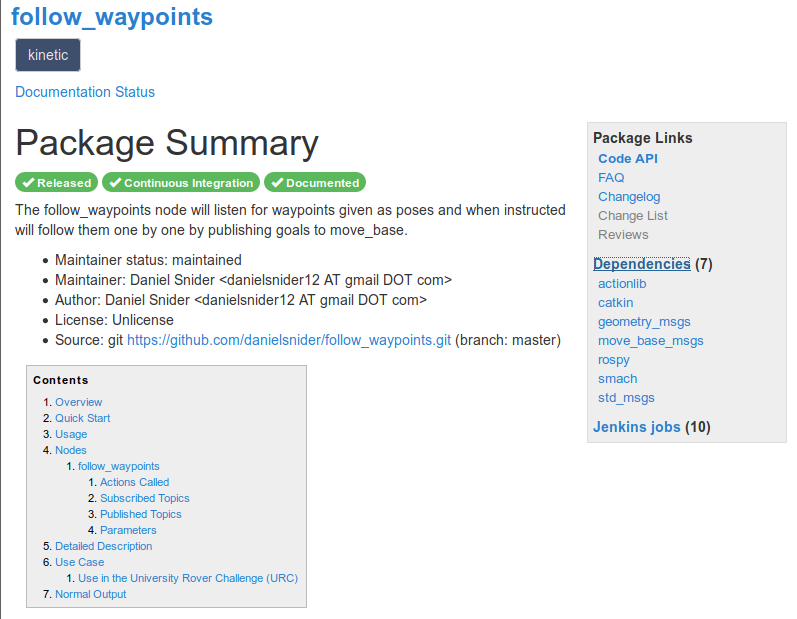 follow_waypoints
kinetic
Documentation Status
Package Summary
Released Continuous Integration Documented
The follow_waypoints node will listen for waypoints given as poses and when instructed
will follow them one by one by publishing goals to move_base.
• Maintainer status: maintained
• Maintainer: Daniel Snider <danielsnider12 AT gmail DOT com>
• Author: Daniel Snider <danielsnider12 AT gmail DOT com>
• License: Unlicense
• Source: git https://github.com/danielsnider/follow_waypoints.git (branch: master)
Contents
1. Overview
2. Quick Start
3. Usage
4. Nodes
1. follow_waypoints
1. Actions Called
2. Subscribed Topics
3. Published Topics
4. Parameters
5. Detailed Description
6. Use Case
1. Use in the University Rover Challenge (URC)
7. Normal Output
Package Links
Code API
FAQ
Changelog
Change List
Reviews
Dependencies (7)
actionlib
catkin
geometry_msgs
move_base_msgs
rospy
smach
std_msgs
Jenkins jobs (10)